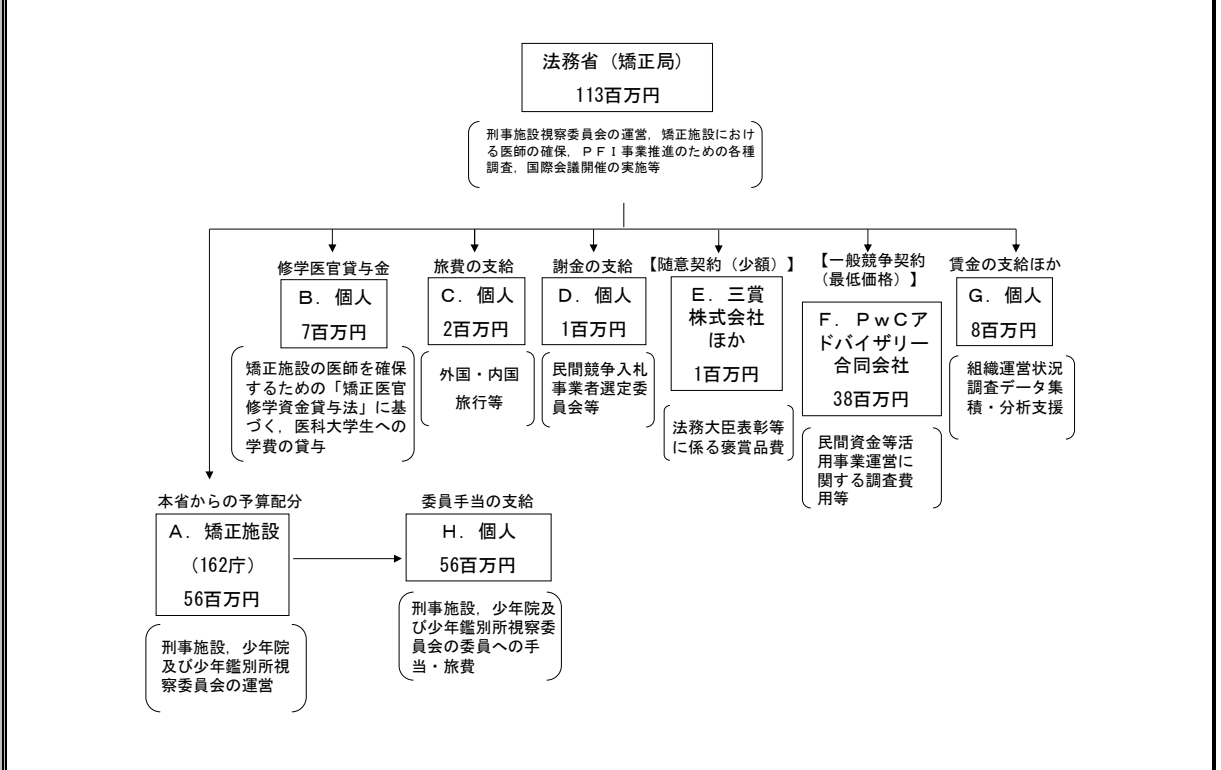 法務省（矯正局）
113百万円
刑事施設視察委員会の運営，矯正施設におけ
る医師の確保，ＰＦＩ事業推進のための各種
調査，国際会議開催の実施等
修学医官貸与金
Ｂ．個人
7百万円
矯正施設の医師を確保
するための「矯正医官
修学資金貸与法」に基
づく，医科大学生への
学費の貸与
旅費の支給
Ｃ．個人
2百万円
外国・内国
旅行等
謝金の支給
Ｄ．個人
1百万円
民間競争入札
事業者選定委
員会等
【随意契約（少額）】
Ｅ．三賞
株式会社
ほか
1百万円
法務大臣表彰等
に係る褒賞品費
【一般競争契約
（最低価格）】
Ｆ．ＰｗＣア
ドバイザリー
合同会社
38百万円
民間資金等活
用事業運営に
関する調査費
用等
賃金の支給ほか
Ｇ．個人
8百万円
組織運営状況
調査データ集
積・分析支援
本省からの予算配分
Ａ．矯正施設
（162庁）
56百万円
刑事施設，少年院
及び少年鑑別所視
察委員会の運営
委員手当の支給
Ｈ．個人
56百万円
刑事施設，少年院及
び少年鑑別所視察委
員会の委員への手
当・旅費